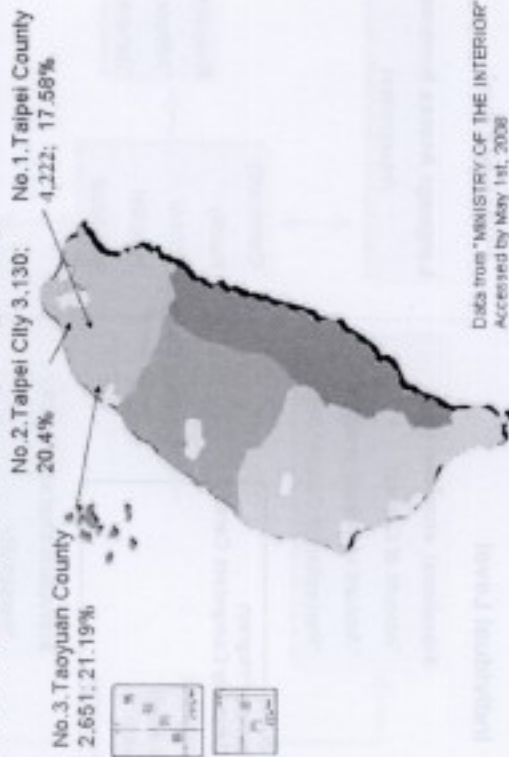 No.1.Taipei County
4,222; 17.58%
No.2.Taipei City 3.130;
20.4%
No.3.Taoyuan County
2.651; 21.19%
Data from "MINISTRY OF THE INTERIOR"
Accessed by May 1st, 2008